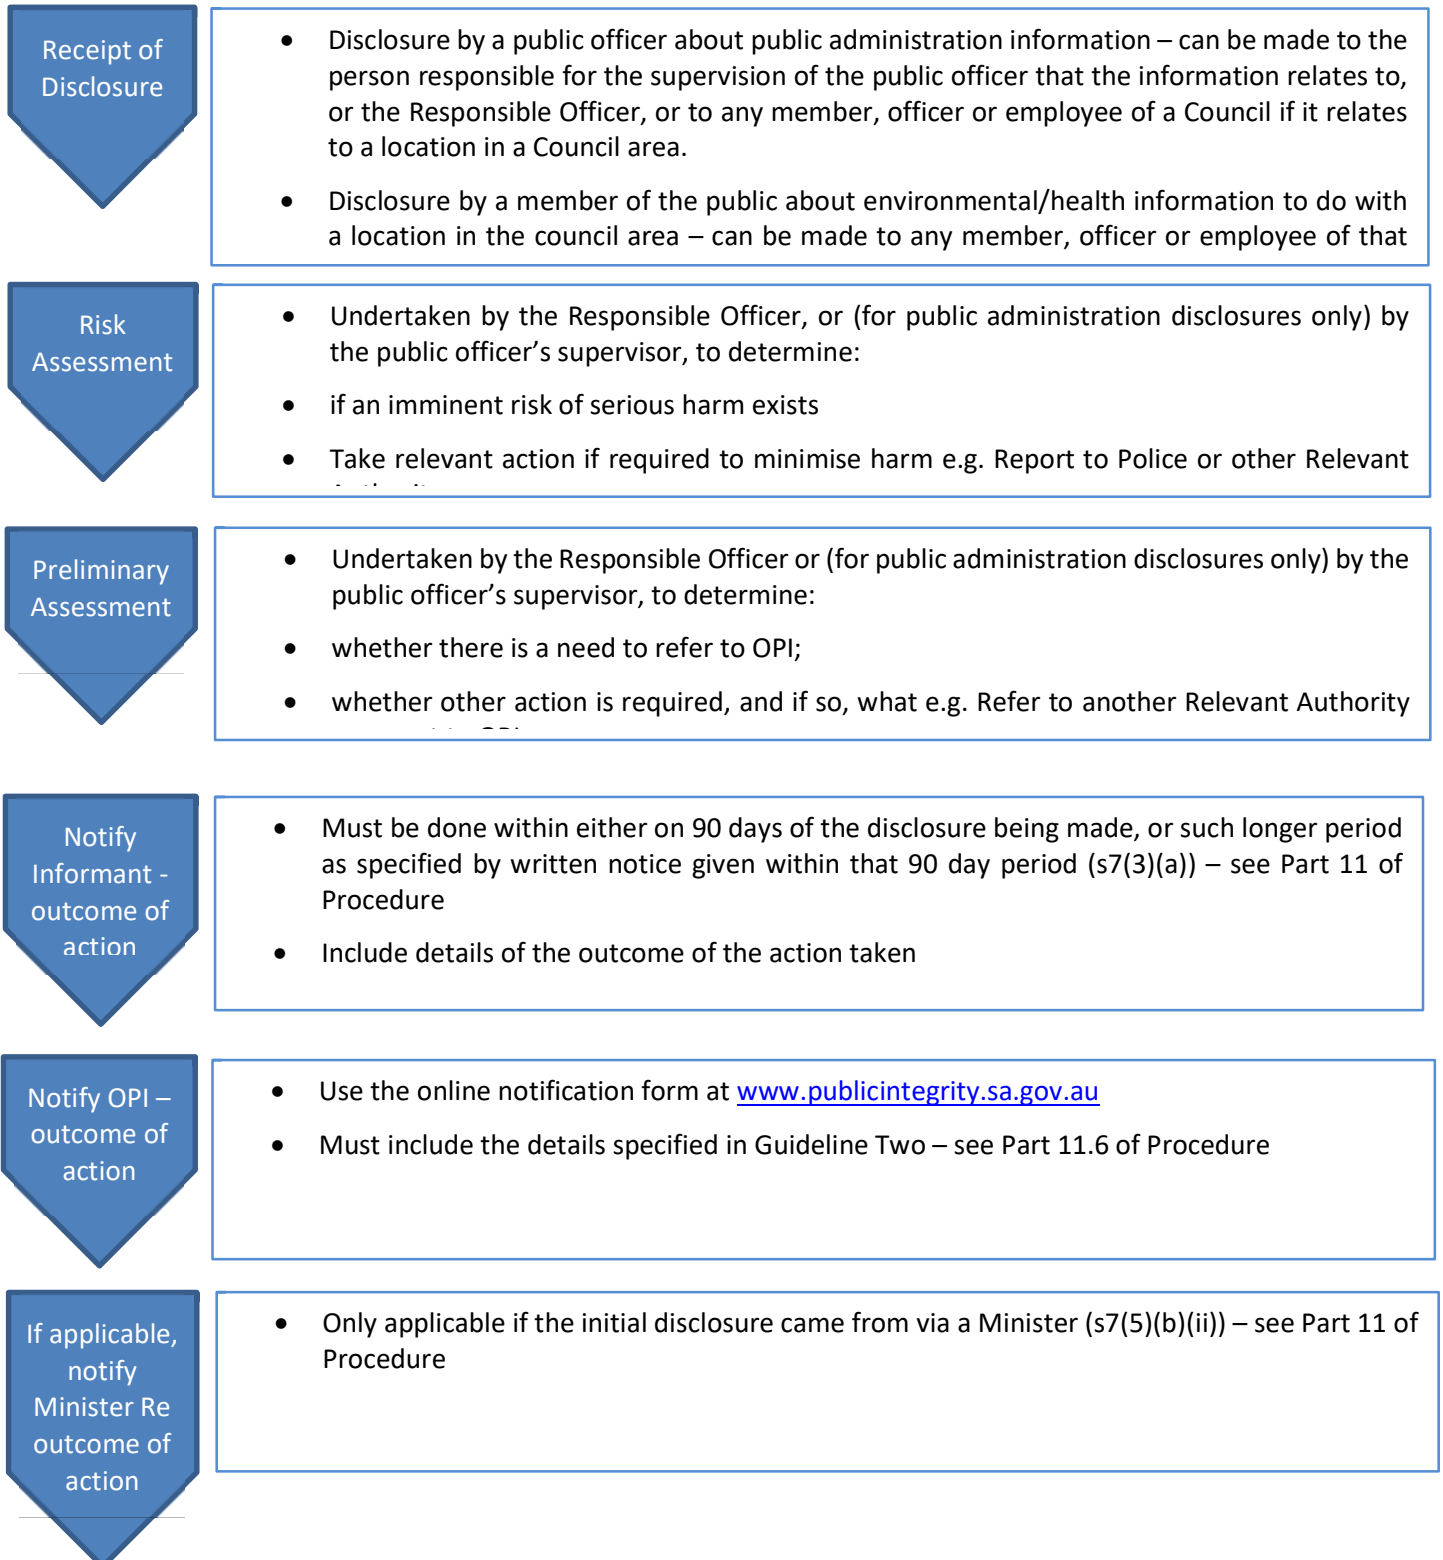 Receipt of
Disclosure
• Disclosure by a public officer about public administration information – can be made to the
person responsible for the supervision of the public officer that the information relates to,
or the Responsible Officer, or to any member, officer or employee of a Council if it relates
to a location in a Council area.
• Disclosure by a member of the public about environmental/health information to do with
a location in the council area – can be made to any member, officer or employee of that
Risk
Assessment
• Undertaken by the Responsible Officer, or (for public administration disclosures only) by
the public officer’s supervisor, to determine:
• if an imminent risk of serious harm exists
• Take relevant action if required to minimise harm e.g. Report to Police or other Relevant
Preliminary
Assessment
• Undertaken by the Responsible Officer or (for public administration disclosures only) by the
public officer’s supervisor, to determine:
• whether there is a need to refer to OPI;
• whether other action is required, and if so, what e.g. Refer to another Relevant Authority
Notify
Informant -
outcome of
action
• Must be done within either on 90 days of the disclosure being made, or such longer period
as specified by written notice given within that 90 day period (s7(3)(a)) – see Part 11 of
Procedure
• Include details of the outcome of the action taken
Notify OPI –
outcome of
action
• Use the online notification form at www.publicintegrity.sa.gov.au
• Must include the details specified in Guideline Two – see Part 11.6 of Procedure
If applicable,
notify
Minister Re
outcome of
action
• Only applicable if the initial disclosure came from via a Minister (s7(5)(b)(ii)) – see Part 11 of
Procedure